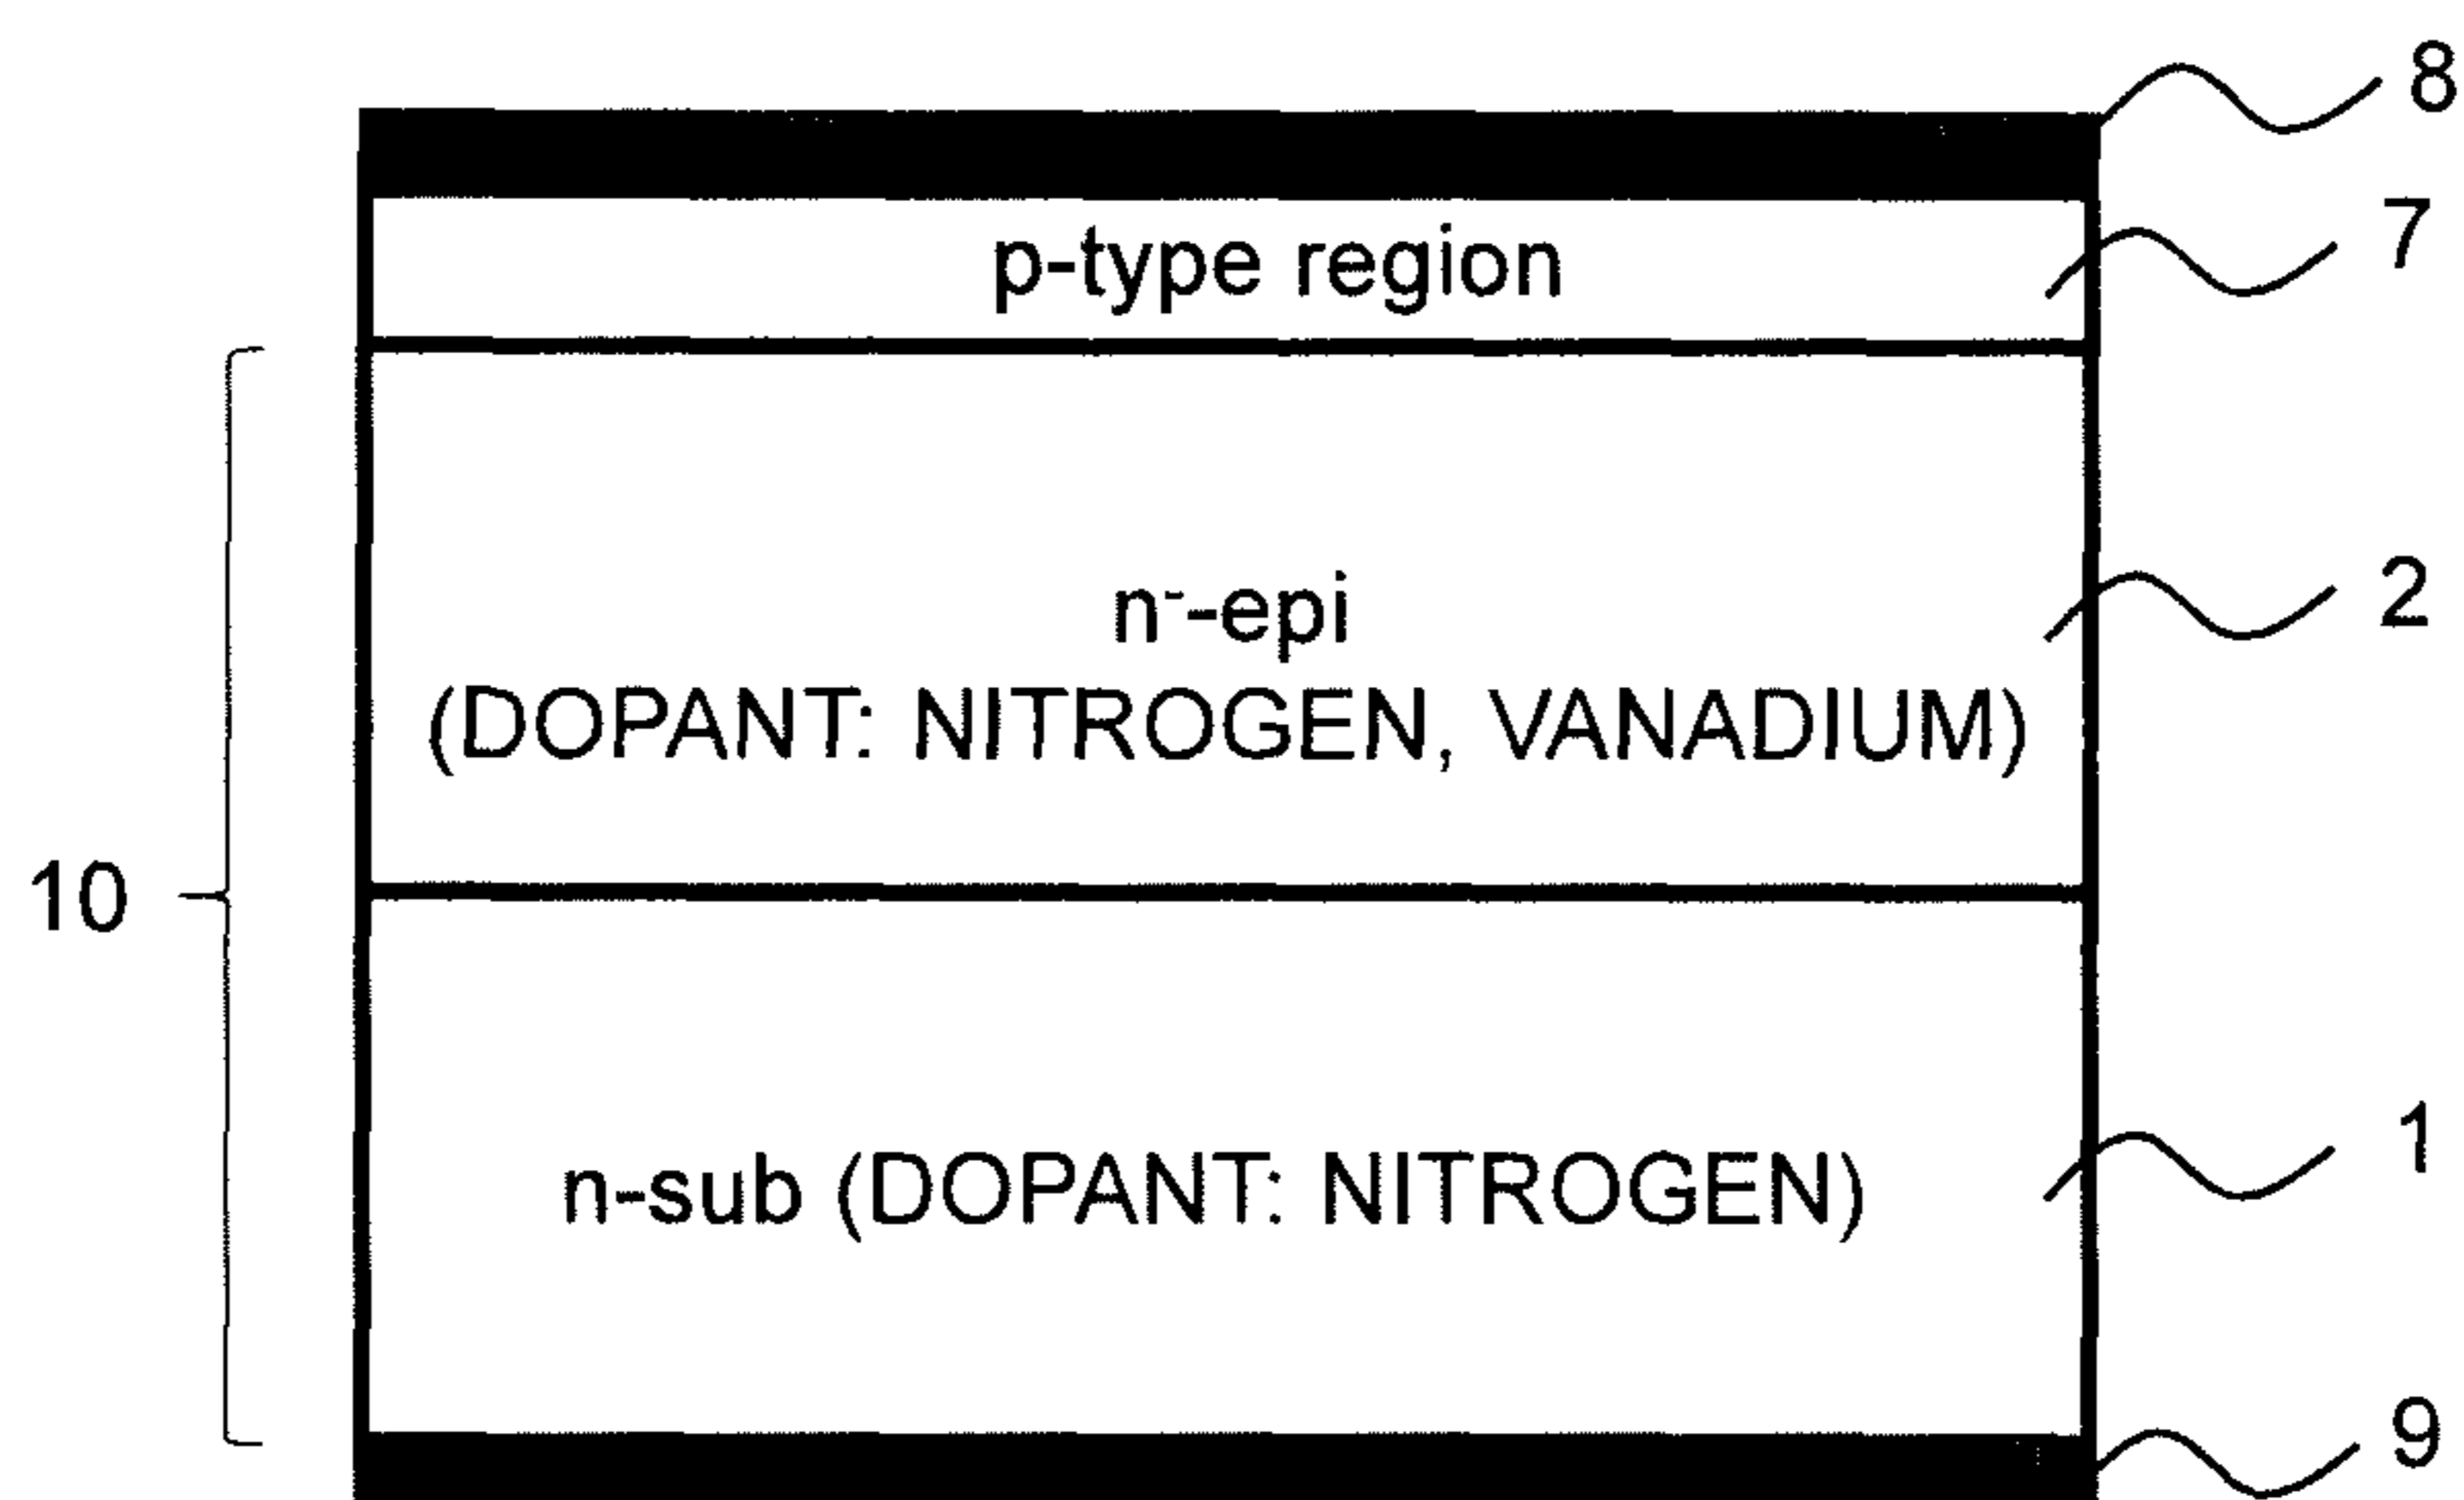 8
p-type region 7
n⁻-epi 2
(DOPANT: NITROGEN, VANADIUM)
10
n-sub (DOPANT: NITROGEN) 1
9